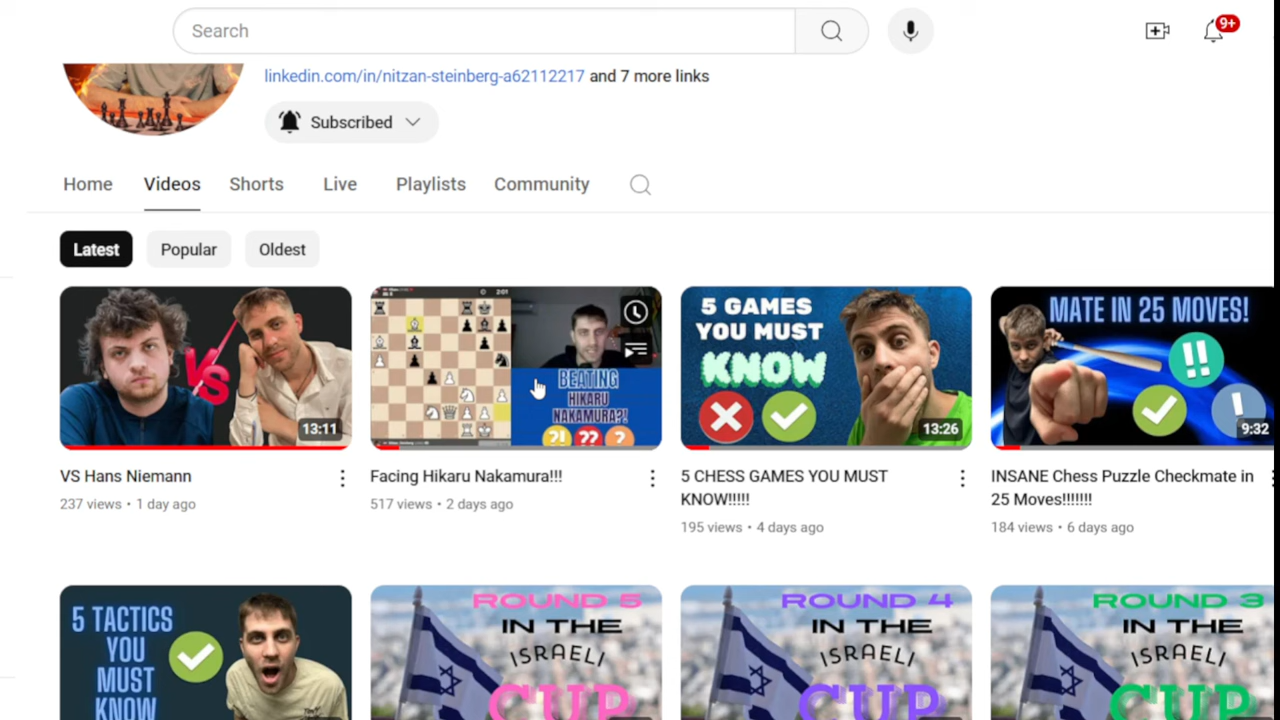 Search
9+
linkedin.com/in/nitzan-steinberg-a62112217 and 7 more links
Subscribed
Home Videos Shorts Live Playlists Community
Latest Popular Oldest
VS
13:11
2:01
BEATING
HIKARU
NAKAMURA?!
?! ?? ?
5 GAMES
YOU MUST
KNOW
13:26
MATE IN 25 MOVES!
!!
!
9:32
VS Hans Niemann
237 views • 1 day ago
Facing Hikaru Nakamura!!!
517 views • 2 days ago
5 CHESS GAMES YOU MUST
KNOW!!!!!
195 views • 4 days ago
INSANE Chess Puzzle Checkmate in
25 Moves!!!!!!!
184 views • 6 days ago
5 TACTICS
YOU
MUST
KNOW
ROUND 5
IN THE
ISRAELI
CUP
ROUND 4
IN THE
ISRAELI
CUP
ROUND 3
IN THE
ISRAELI
CUP